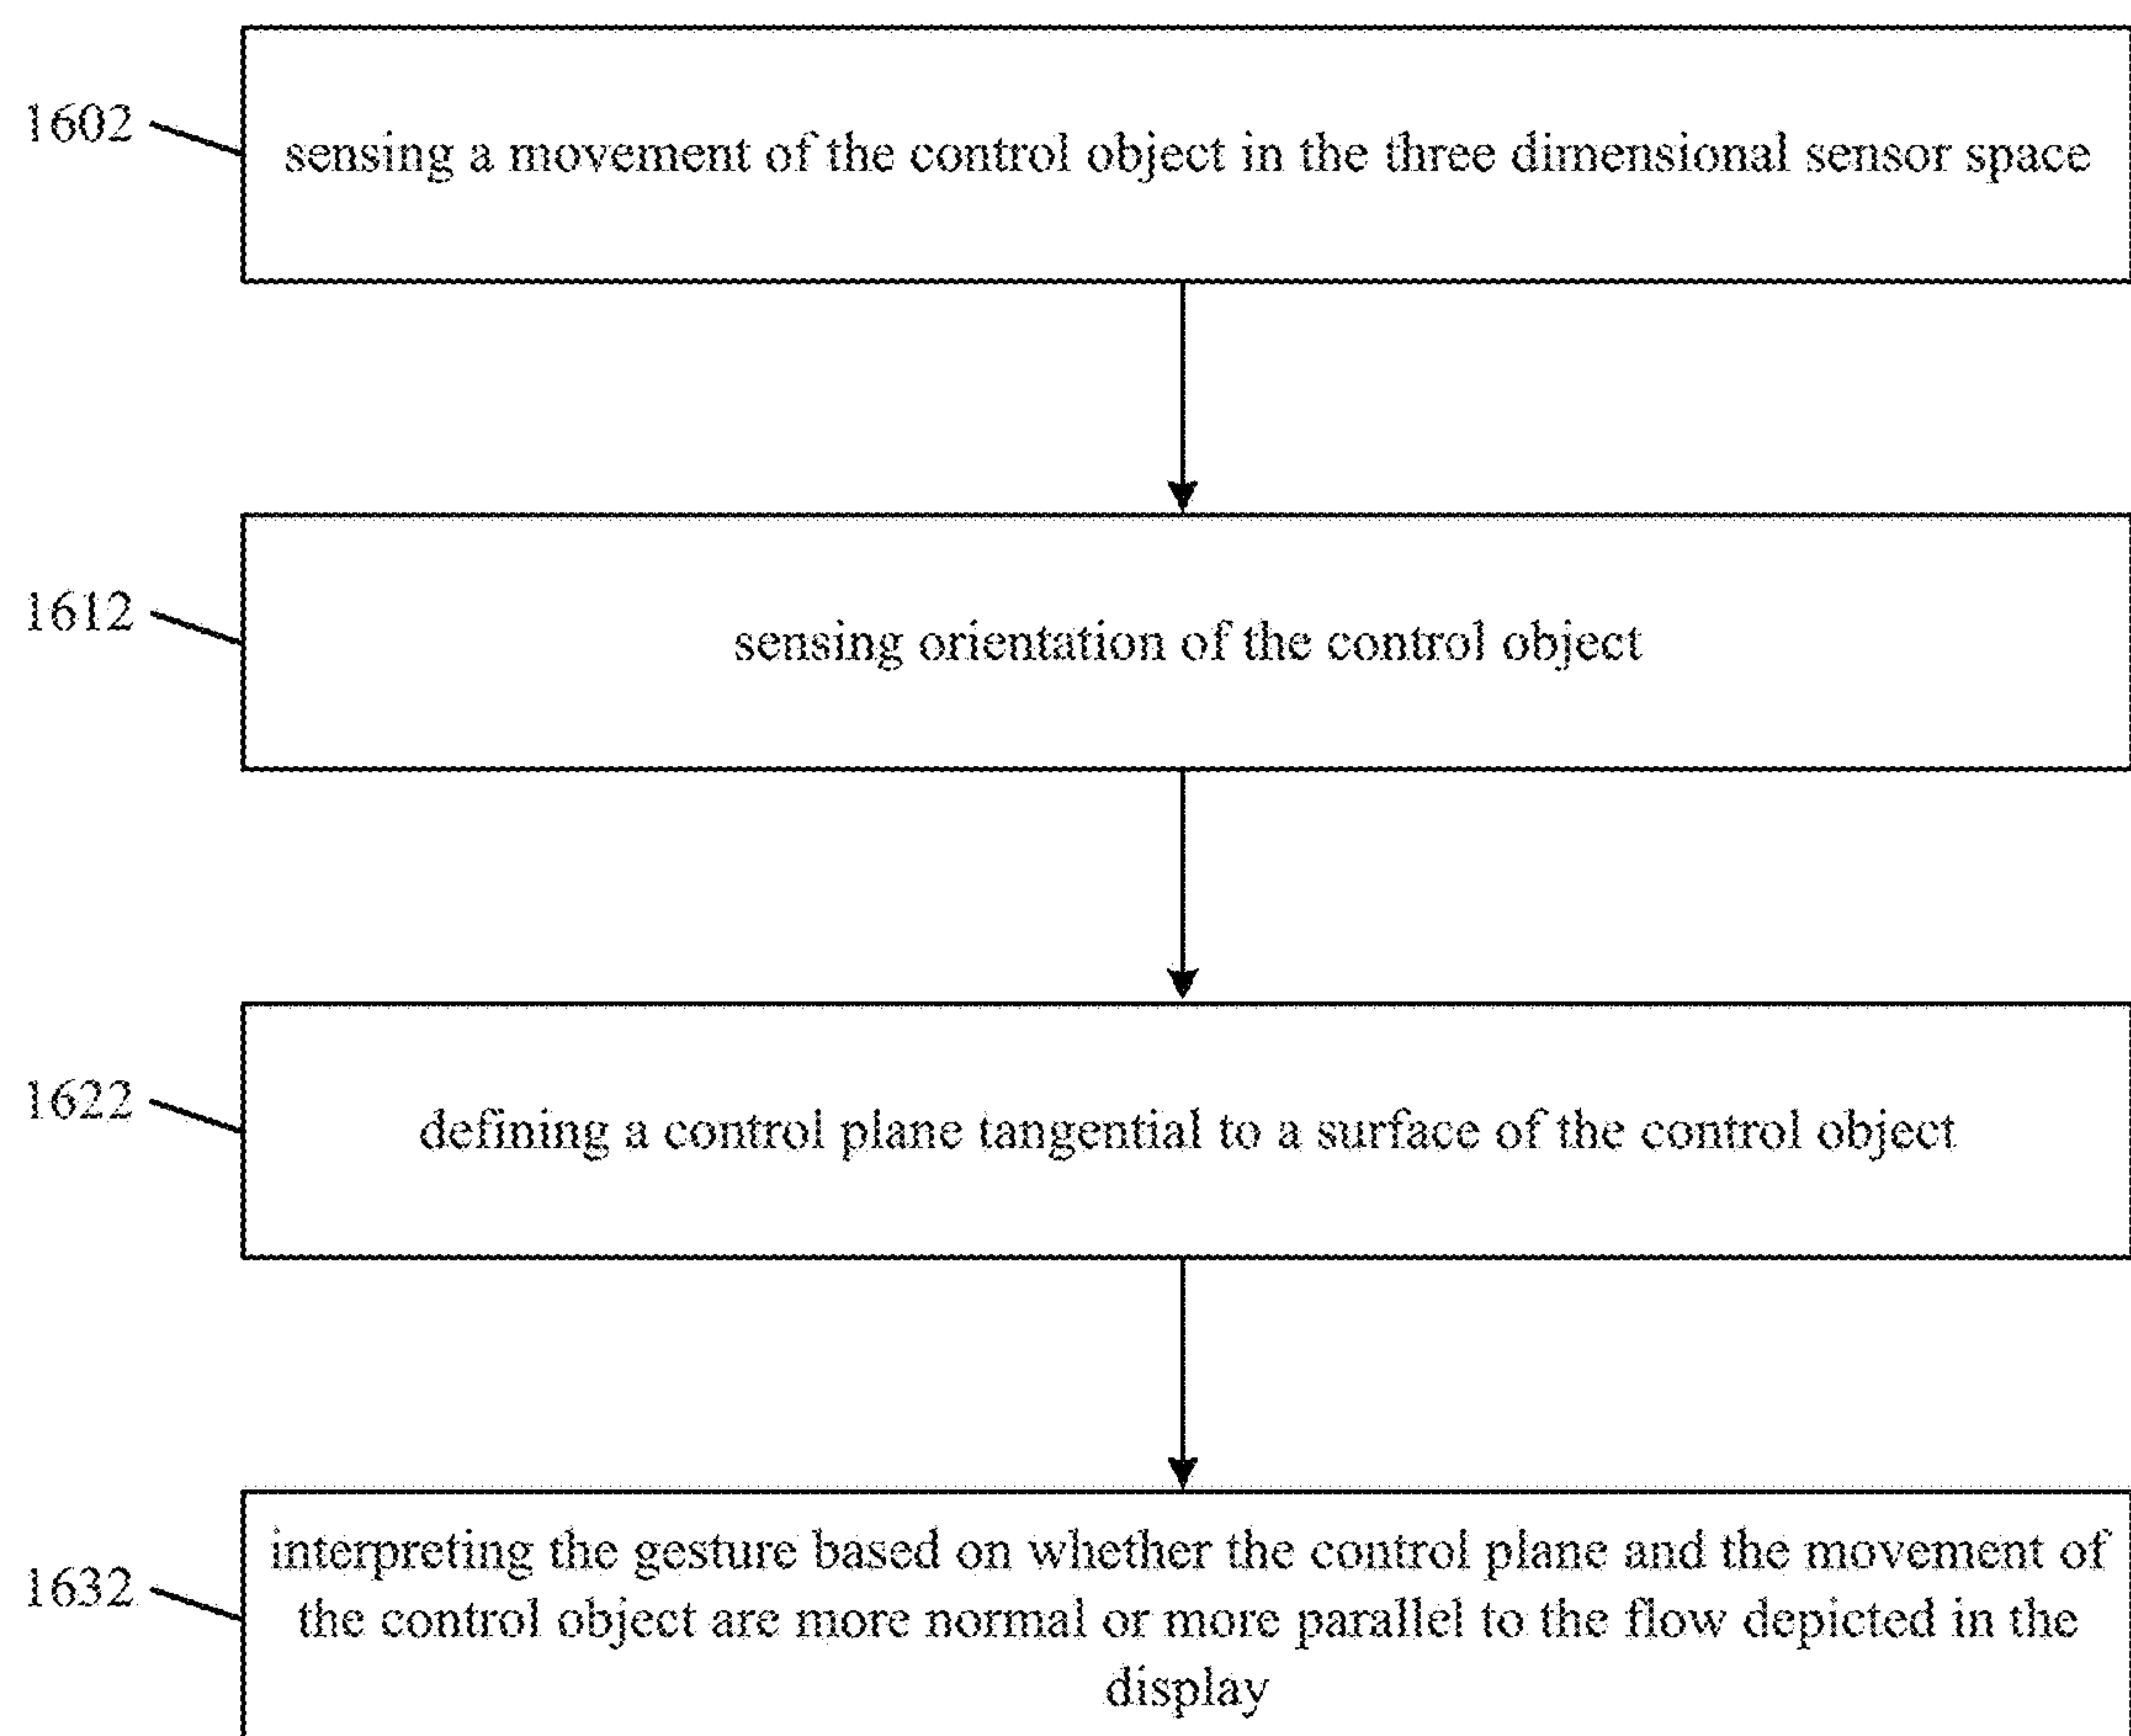 1602
sensing a movement of the control object in the three dimensional sensor space
1612
sensing orientation of the control object
1622
defining a control plane tangential to a surface of the control object
1632
interpreting the gesture based on whether the control plane and the movement of
the control object are more normal or more parallel to the flow depicted in the
display